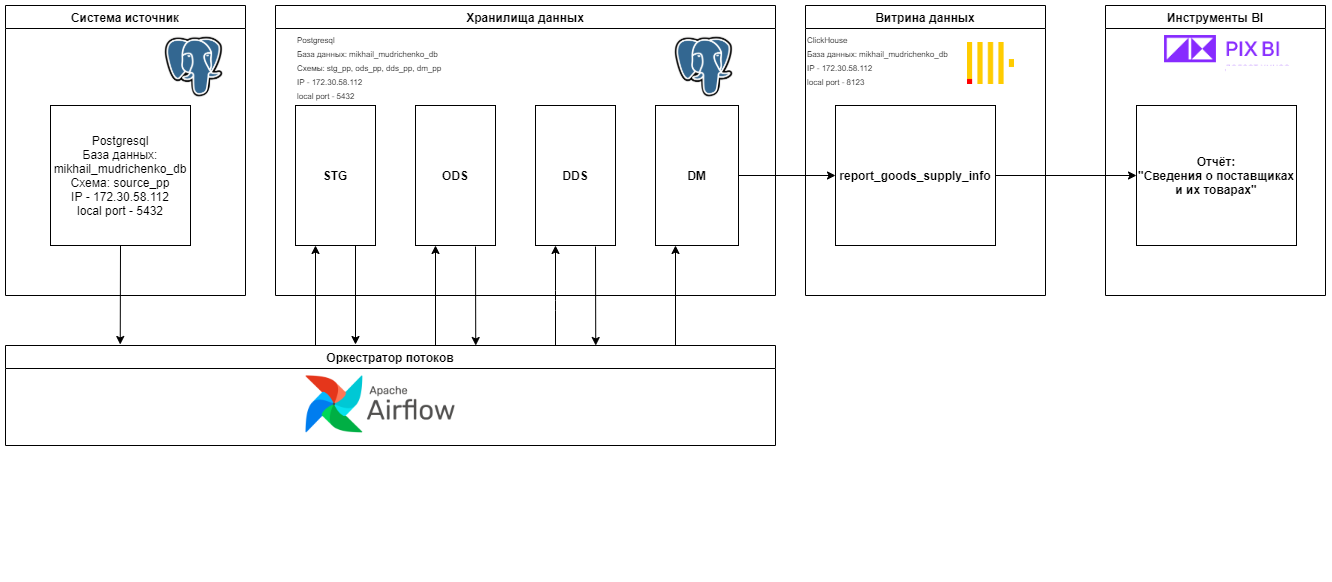 Система источник
Postgresql
База данных:
mikhail_mudrichenko_db
Схема: source_pp
IP - 172.30.58.112
local port - 5432
Хранилища данных
Postgresql
База данных: mikhail_mudrichenko_db
Схемы: stg_pp, ods_pp, dds_pp, dm_pp
IP - 172.30.58.112
local port - 5432
STG
ODS
DDS
DM
Витрина данных
ClickHouse
База данных: mikhail_mudrichenko_db
IP - 172.30.58.112
local port - 8123
report_goods_supply_info
Инструменты BI
PIX BI
Отчёт:
"Сведения о поставщиках
и их товарах"
Оркестратор потоков
Apache
Airflow